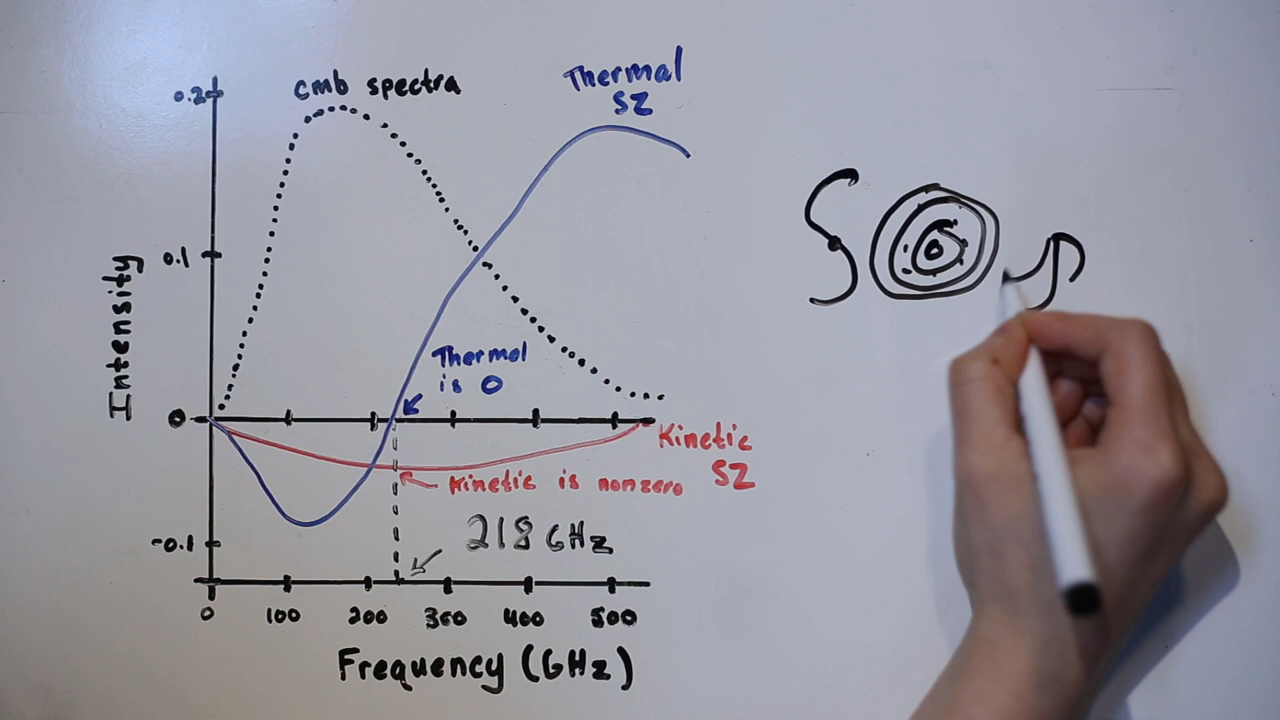 cmb spectra
Thermal
SZ
0.2
0.1
0
-0.1
Intensity
Thermal
is 0
Kinetic
SZ
Kinetic is nonzero
218 GHz
0 100 200 300 400 500
Frequency (GHz)